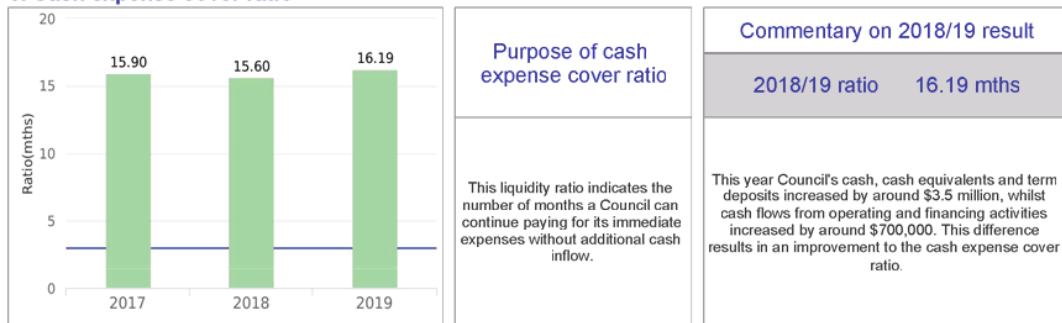 20
15.90
15.60
16.19
15
10
5
0
Ratio(mths)
2017
2018
2019
Purpose of cash
expense cover ratio
This liquidity ratio indicates the
number of months a Council can
continue paying for its immediate
expenses without additional cash
inflow.
Commentary on 2018/19 result
2018/19 ratio 16.19 mths
This year Council's cash, cash equivalents and term
deposits increased by around $3.5 million, whilst
cash flows from operating and financing activities
increased by around $700,000. This difference
results in an improvement to the cash expense cover
ratio.